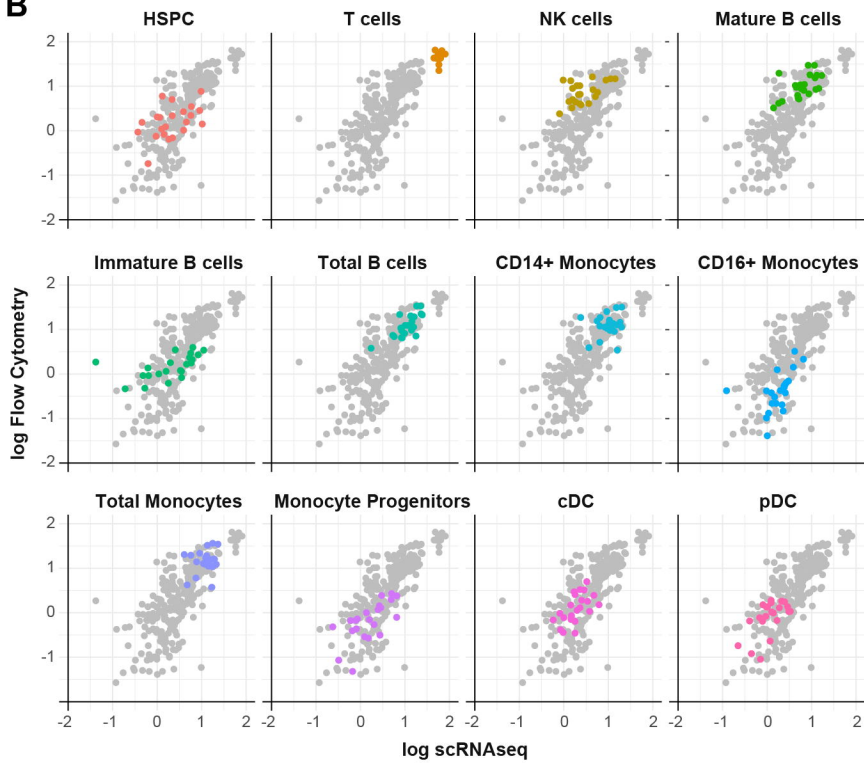 B
HSPC T cells NK cells Mature B cells
2
1
0
-1
-2
Immature B cells Total B cells CD14+ Monocytes CD16+ Monocytes
2
1
0
-1
-2
log Flow Cytometry
Total Monocytes Monocyte Progenitors cDC pDC
2
1
0
-1
-2 -1 0 1 2 -2 -1 0 1 2 -2 -1 0 1 2 -2 -1 0 1 2
log scRNAseq